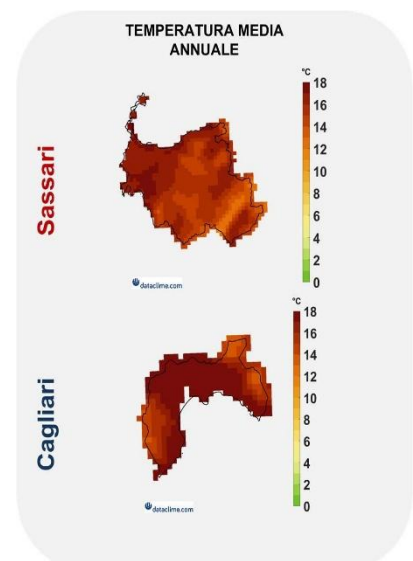 TEMPERATURA MEDIA
ANNUALE
Sassari
°C
18
16
14
12
10
8
6
4
2
0
dataclime.com
Cagliari
°C
18
16
14
12
10
8
6
4
2
0
dataclime.com